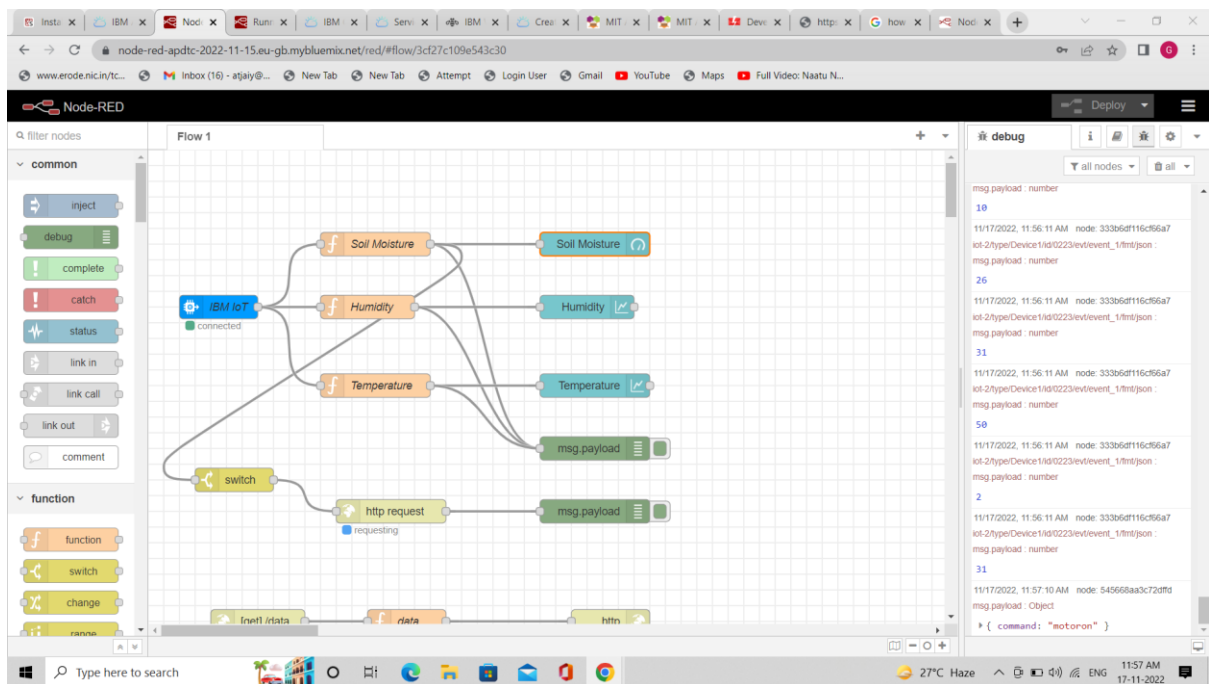 Insta
IBM
Node
Runn
IBM
Servi
IBM
Crea
MIT
MIT
Deve
https
how
Nod
node-red-apdtc-2022-11-15.eu-gb.mybluemix.net/red/#flow/3cf27c109e543c30
G
www.erode.nic.in/tc...
Inbox (16) - atjaiy@...
New Tab
New Tab
Attempt
Login User
Gmail
YouTube
Maps
Full Video: Naatu N...
Node-RED
Deploy
filter nodes
Flow 1
debug
all nodes
all
common
inject
debug
complete
catch
status
link in
link call
link out
comment
function
function
switch
change
range
Soil Moisture
Soil Moisture
IBM IoT
connected
Humidity
Humidity
Temperature
Temperature
msg.payload
switch
http request
requesting
msg.payload
[get] /data
data
http
msg.payload : number
10
11/17/2022, 11:56:11 AM node: 333b6df116cf66a7
iot-2/type/Device1/id/0223/evt/event_1/fmt/json :
msg.payload : number
26
11/17/2022, 11:56:11 AM node: 333b6df116cf66a7
iot-2/type/Device1/id/0223/evt/event_1/fmt/json :
msg.payload : number
31
11/17/2022, 11:56:11 AM node: 333b6df116cf66a7
iot-2/type/Device1/id/0223/evt/event_1/fmt/json :
msg.payload : number
50
11/17/2022, 11:56:11 AM node: 333b6df116cf66a7
iot-2/type/Device1/id/0223/evt/event_1/fmt/json :
msg.payload : number
2
11/17/2022, 11:56:11 AM node: 333b6df116cf66a7
iot-2/type/Device1/id/0223/evt/event_1/fmt/json :
msg.payload : number
31
11/17/2022, 11:57:10 AM node: 545668aa3c72dffd
msg.payload : Object
{ command: "motoron" }
Type here to search
27°C Haze
ENG
11:57 AM
17-11-2022